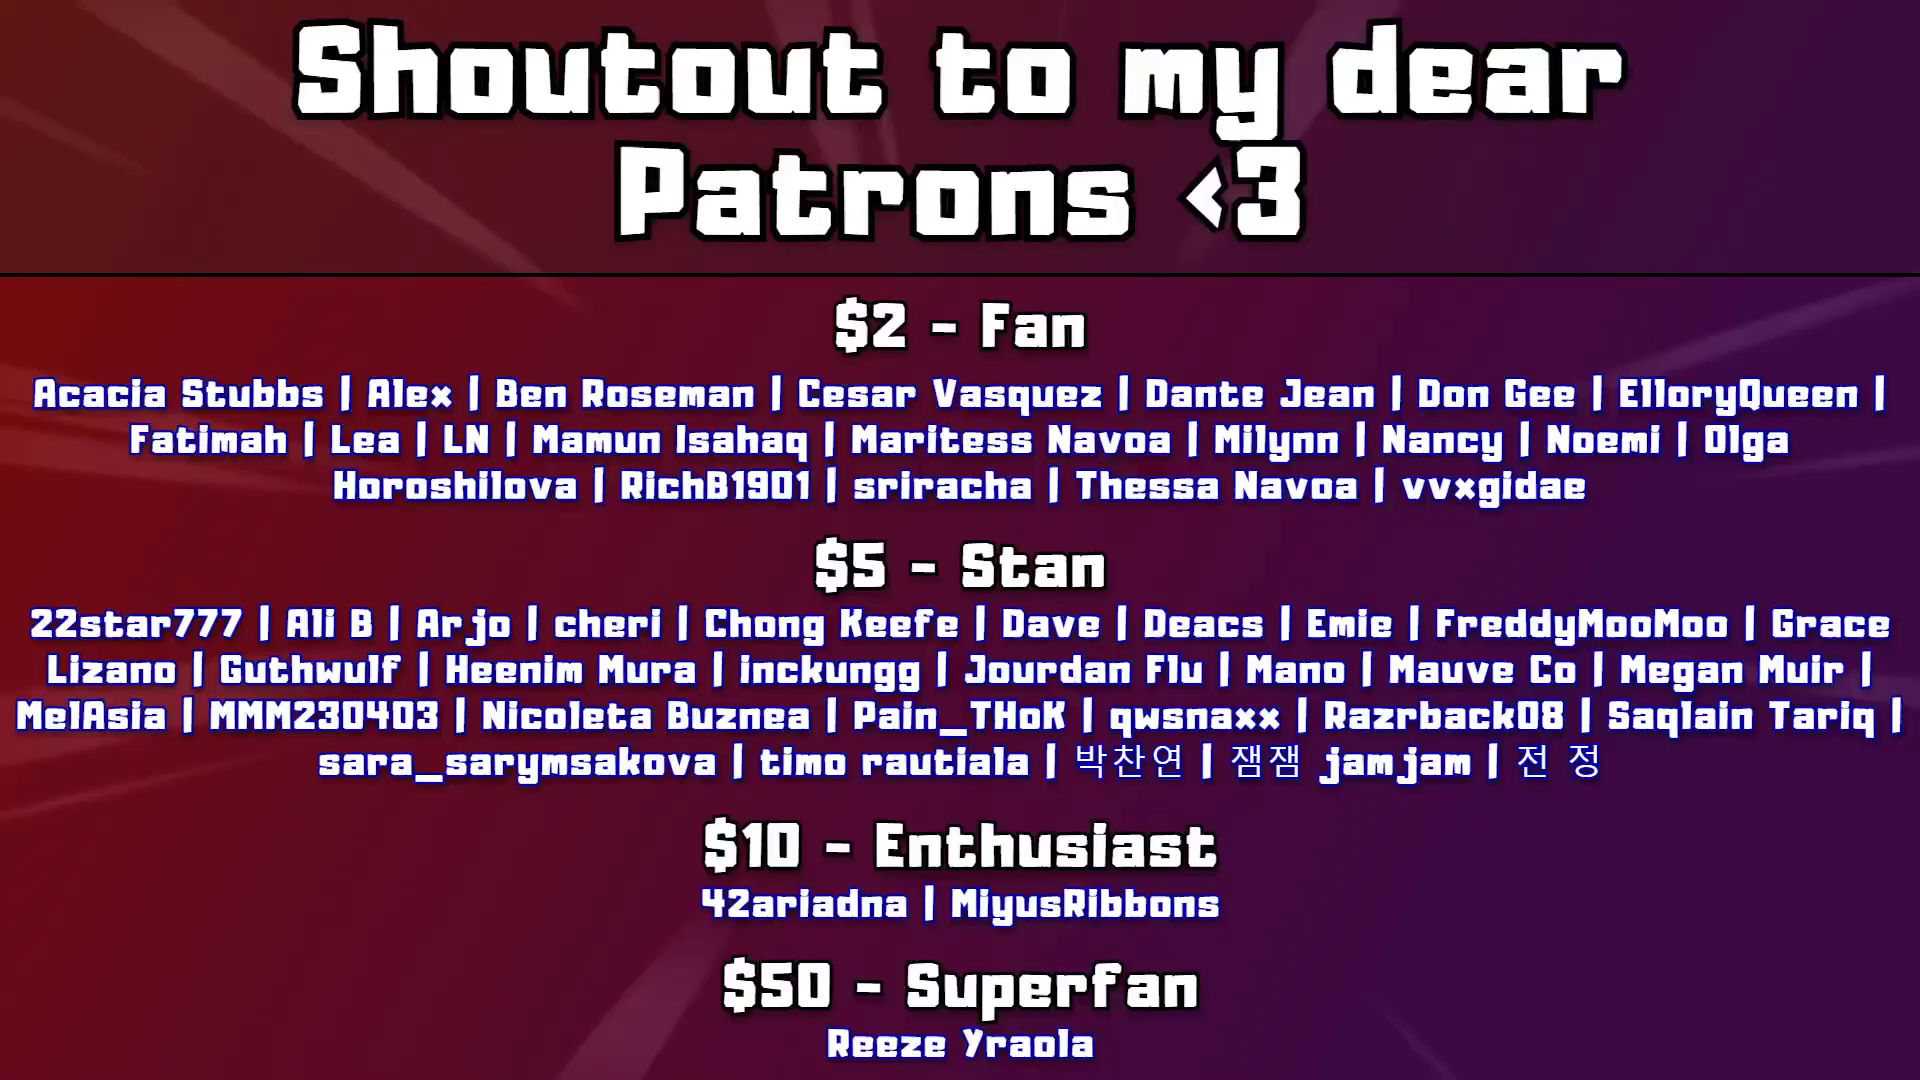 Shoutout to my dear
Patrons <3
$2 - Fan
Acacia Stubbs | Alex | Ben Roseman | Cesar Vasquez | Dante Jean | Don Gee | ElloryQueen |
Fatimah | Lea | LN | Mamun Isahaq | Maritess Navoa | Milynn | Nancy | Noemi | Olga
Horoshilova | RichB1901 | sriracha | Thessa Navoa | vvxgidae
$5 - Stan
22star777 | Ali B | Arjo | cheri | Chong Keefe | Dave | Deacs | Emie | FreddyMooMoo | Grace
Lizano | Guthwulf | Heenim Mura | inckungg | Jourdan Flu | Mano | Mauve Co | Megan Muir |
MelAsia | MMM230403 | Nicoleta Buznea | Pain_THoK | qwsnaxx | Razrback08 | Saqlain Tariq |
sara_sarymsakova | timo rautiala | 박찬연 | 잼잼 jamjam | 전 정
$10 - Enthusiast
42ariadna | MiyusRibbons
$50 - Superfan
Reeze Yraola